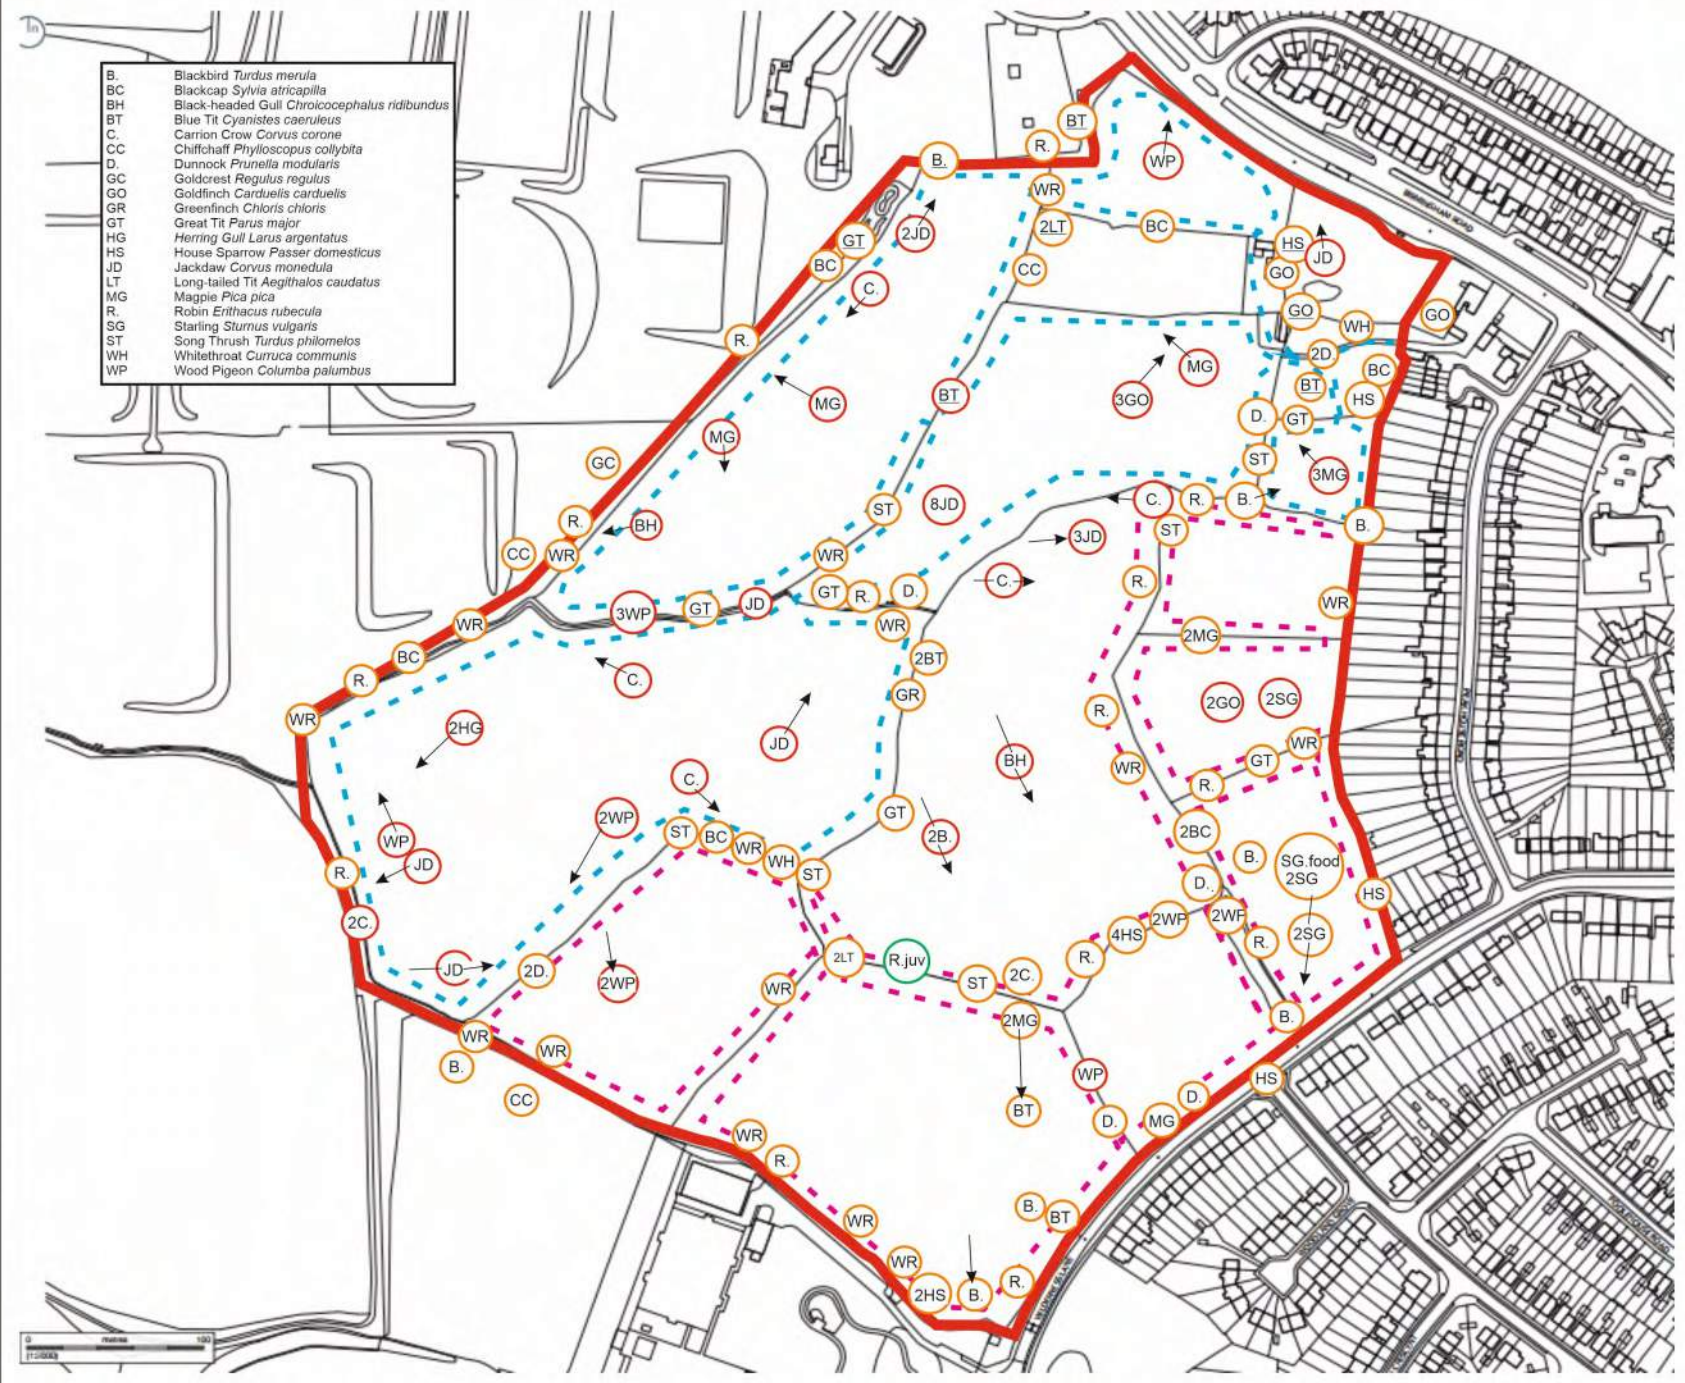 B. Blackbird Turdus merula
BC Blackcap Sylvia atricapilla
BH Black-headed Gull Chroicocephalus ridibundus
BT Blue Tit Cyanistes caeruleus
C. Carrion Crow Corvus corone
CC Chiffchaff Phylloscopus collybita
D. Dunnock Prunella modularis
GC Goldcrest Regulus regulus
GO Goldfinch Carduelis carduelis
GR Greenfinch Chloris chloris
GT Great Tit Parus major
HG Herring Gull Larus argentatus
HS House Sparrow Passer domesticus
JD Jackdaw Corvus monedula
LT Long-tailed Tit Aegithalos caudatus
MG Magpie Pica pica
R. Robin Erithacus rubecula
SG Starling Sturnus vulgaris
ST Song Thrush Turdus philomelos
WH Whitethroat Curruca communis
WP Wood Pigeon Columba palumbus
BT
R.
B.
WP
WR
2LT
BC
2JD
GT
HS
JD
BC
CC
GO
C.
GO
GO
WH
R.
2D.
MG
BC
BT
BT
3GO
HS
MG
D.
GT
MG
GC
ST
3MG
8JD
C.
R.
B.
ST
R.
BH
B.
ST
3JD
CC
WR
WR
C.
R.
GT
R.
D.
WR
3WP
GT
JD
WR
WR
2MG
BC
2BT
R.
C.
GR
2GO
2SG
WR
R.
2HG
JD
WR
BH
GT
WR
C.
R.
2WP
GT
ST
BC
WR
2BC
WP
2B.
WH
B.
SG.food
2SG
JD
R.
ST
D.
HS
2C.
2WP
2WF
4HS
2SG
R.
2LT
R.juv
R.
JD
2D.
2C.
2WP
WR
ST
B.
2MG
WR
WR
B.
WP
HS
CC
D.
BT
D.
MG
WR
R.
B.
BT
WR
WR
R.
2HS
B.
0 metres 100